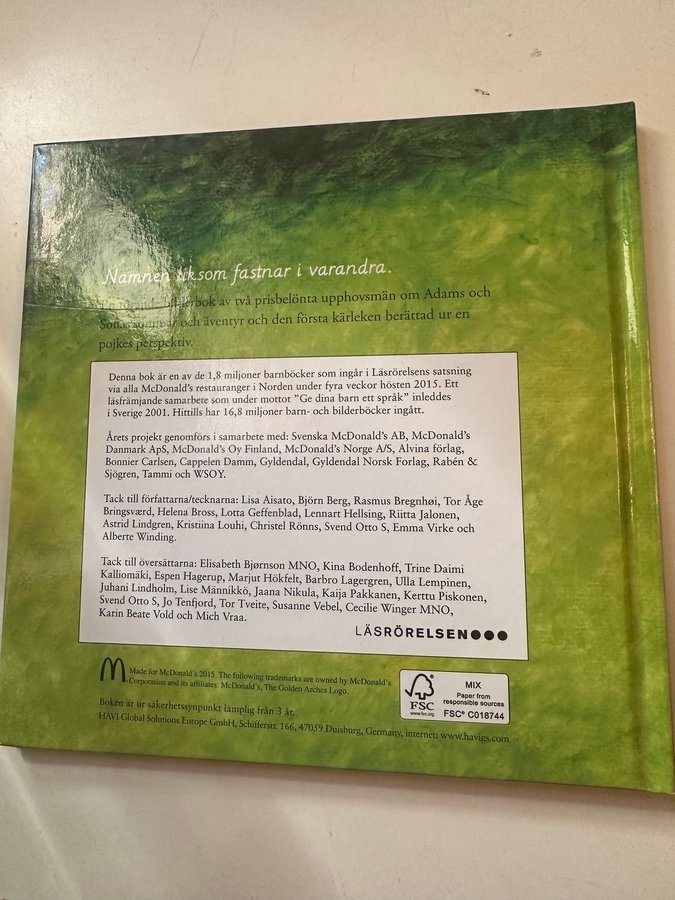 Namnen liksom fastnar i varandra.
bilderbok av två prisbelönta upphovsmän om Adams och
Sofias sommar och äventyr och den första kärleken berättad ur en
pojkes perspektiv.
Denna bok är en av de 1,8 miljoner barnböcker som ingår i Läsrörelsens satsning
via alla McDonald's restauranger i Norden under fyra veckor hösten 2015. Ett
läsfrämjande samarbete som under mottot ”Ge dina barn ett språk” inleddes
i Sverige 2001. Hittills har 16,8 miljoner barn- och bilderböcker ingått.
Årets projekt genomförs i samarbete med: Svenska McDonald's AB, McDonald's
Danmark ApS, McDonald's Oy Finland, McDonald's Norge A/S, Alvina förlag,
Bonnier Carlsen, Cappelen Damm, Gyldendal, Gyldendal Norsk Forlag, Rabén &
Sjögren, Tammi och WSOY.
Tack till författarna/tecknarna: Lisa Aisato, Björn Berg, Rasmus Bregnhøi, Tor Åge
Bringsværd, Helena Bross, Lotta Geffenblad, Lennart Hellsing, Riitta Jalonen,
Astrid Lindgren, Kristiina Louhi, Christel Rönns, Svend Otto S, Emma Virke och
Alberte Winding.
Tack till översättarna: Elisabeth Bjørnson MNO, Kina Bodenhoff, Trine Daimi
Kalliomäki, Espen Hagerup, Marjut Hökfelt, Barbro Lagergren, Ulla Lempinen,
Juhani Lindholm, Lise Männikkö, Jaana Nikula, Kaija Pakkanen, Kerttu Piskonen,
Svend Otto S, Jo Tenfjord, Tor Tveite, Susanne Vebel, Cecilie Winger MNO,
Karin Beate Vold och Mich Vraa.
LÄSRÖRELSEN
Made for McDonald's 2015. The following trademarks are owned by McDonald's
Corporation and its affiliates: McDonald's, The Golden Arches Logo.
Boken är ur säkerhetssynpunkt lämplig från 3 år.
HAVI Global Solutions Europe GmbH, Schifferstr. 166, 47059 Duisburg, Germany, internet: www.havigs.com
FSC
www.fsc.org
MIX
Paper from
responsible sources
FSC® C018744